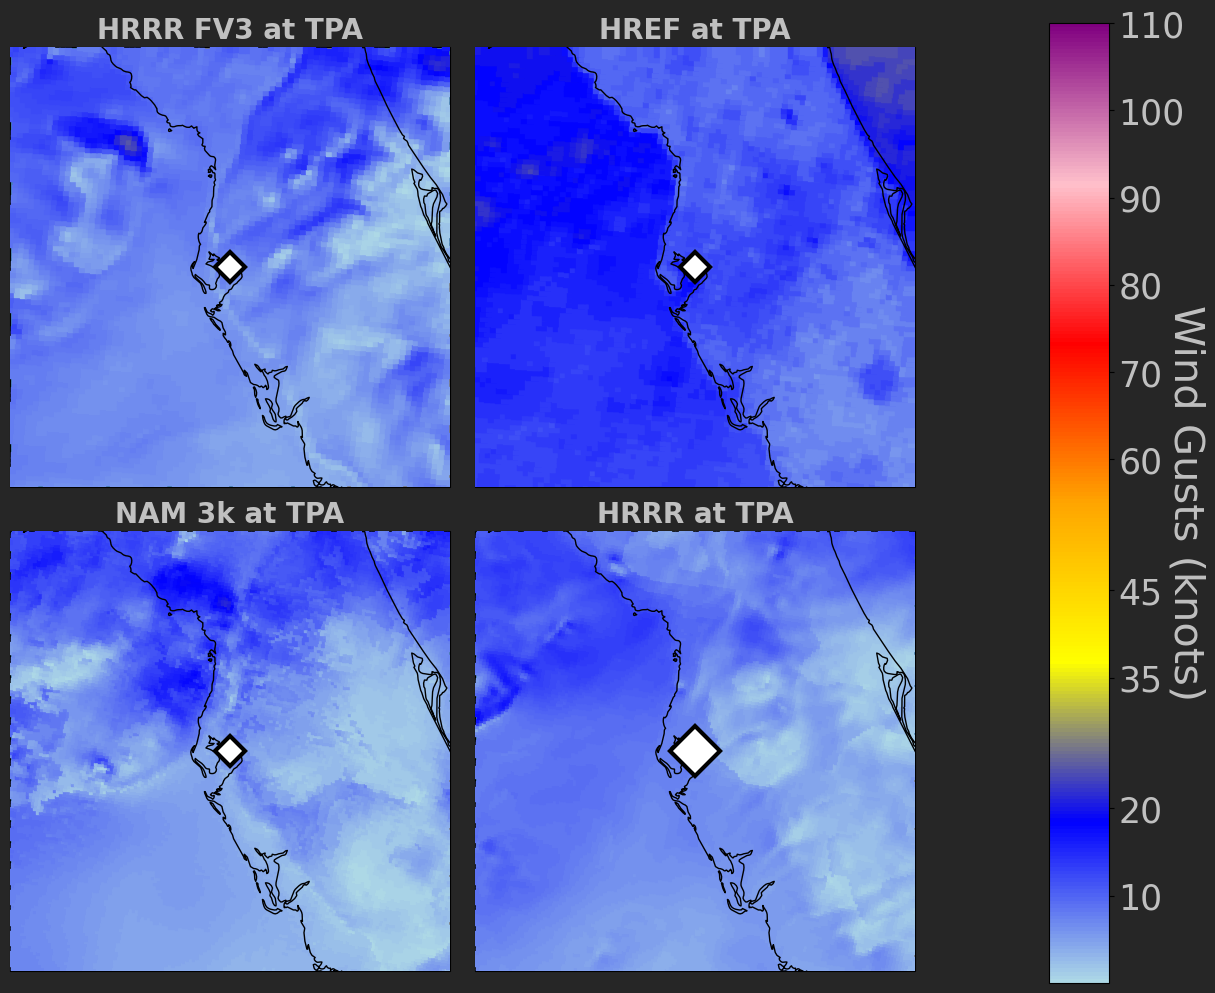 HRRR FV3 at TPA
HREF at TPA
NAM 3k at TPA
HRRR at TPA
110
100
90
80
70
60
45
35
20
10
Wind Gusts (knots)